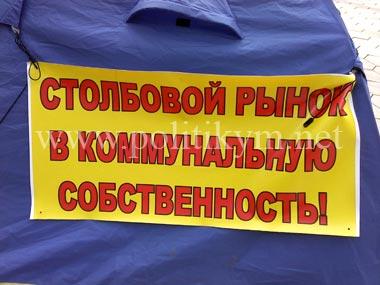 СТОЛБОВОЙ РЫНОК
www.politikym.net
В КОММУНАЛЬНУЮ
СОБСТВЕННОСТЬ!